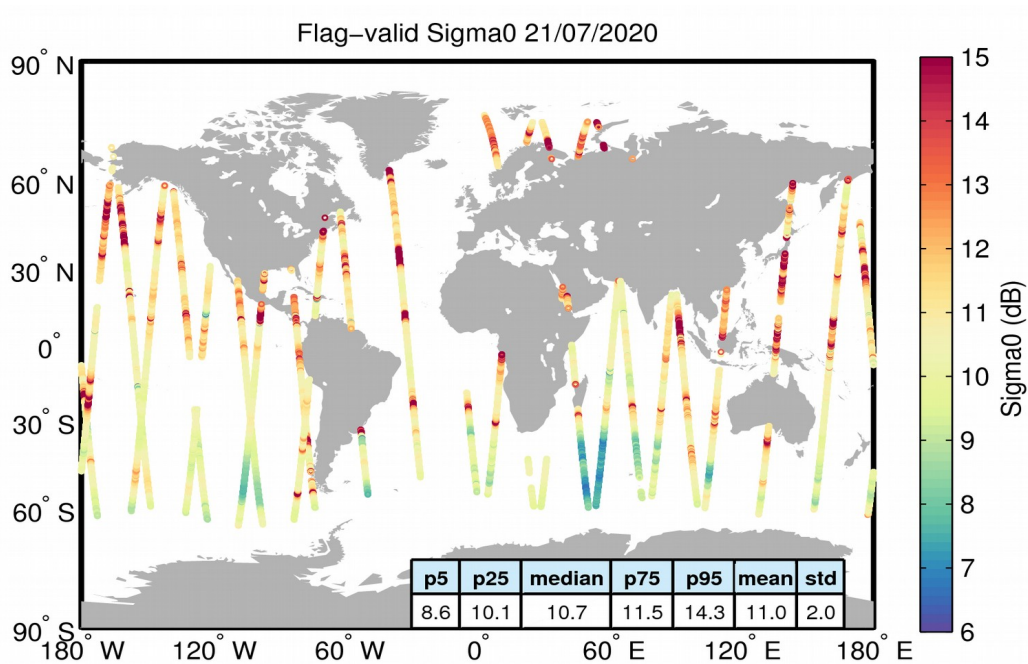 Flag−valid Sigma0 21/07/2020
90° N
60° N
30° N
0°
30° S
60° S
90° S
180° W
120° W
60° W
0°
60° E
120° E
180° E
15
14
13
12
11
10
9
8
7
6
Sigma0 (dB)
p5 p25 median p75 p95 mean std
8.6 10.1 10.7 11.5 14.3 11.0 2.0